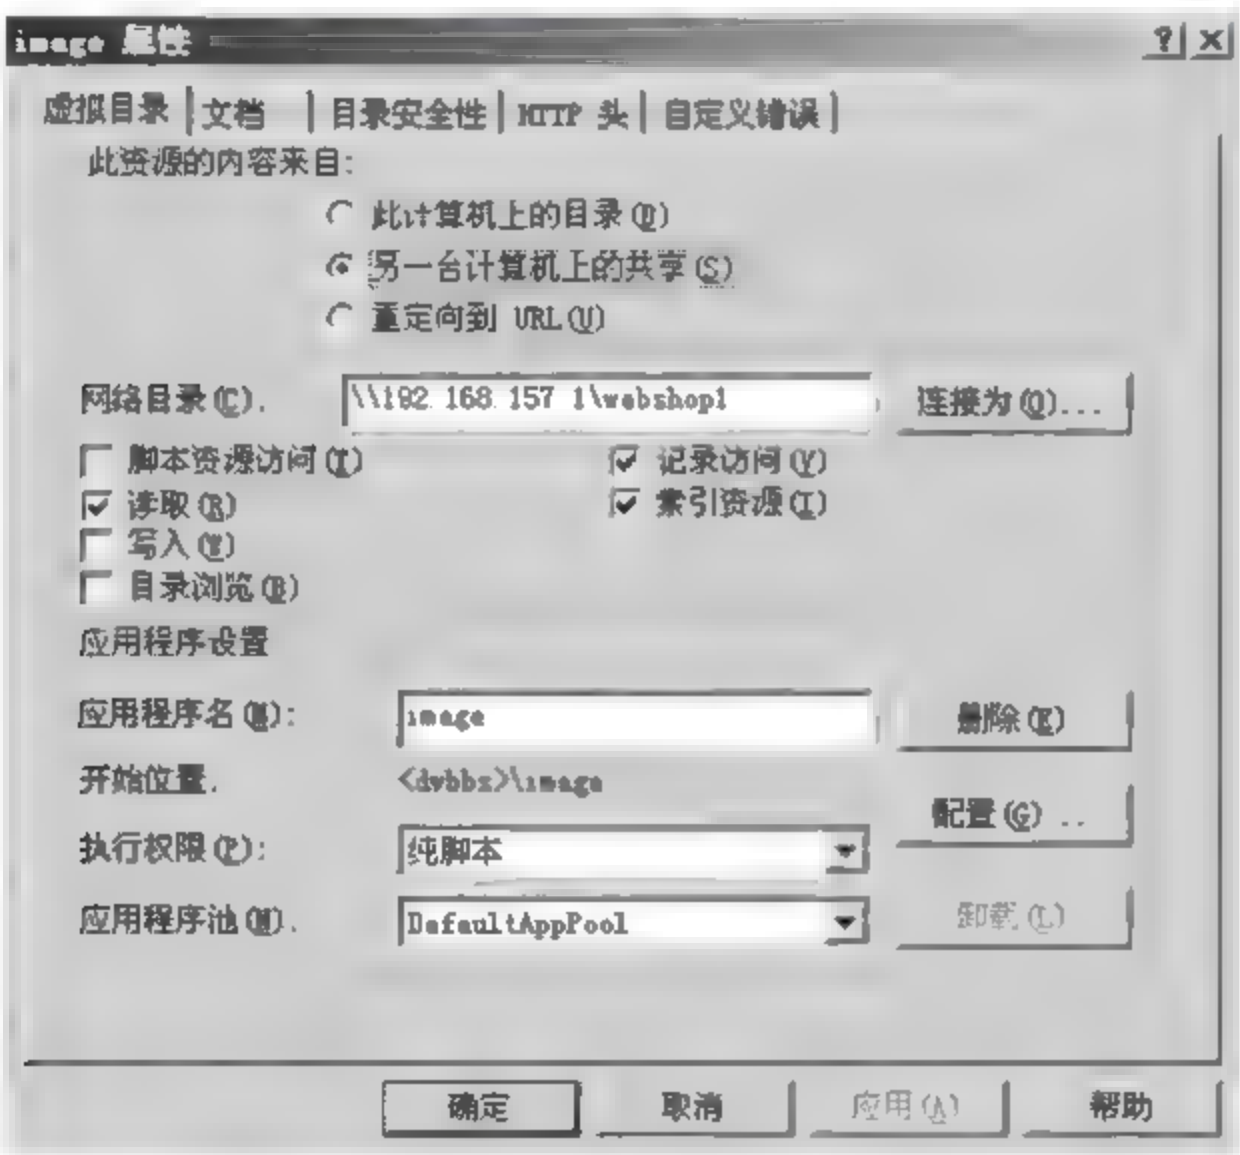 image 属性
虚拟目录 文档 目录安全性 HTTP 头 自定义错误
此资源的内容来自:
此计算机上的目录(D)
另一台计算机上的共享(S)
重定向到 URL(U)
网络目录(C): \\192.168.157.1\webshop1 连接为(O)...
脚本资源访问(T) 记录访问(V)
读取(R) 索引资源(I)
写入(W)
目录浏览(B)
应用程序设置
应用程序名(M): image 删除(E)
开始位置: <dvbbs>\image
配置(G)...
执行权限(P): 纯脚本
应用程序池(N): DefaultAppPool 卸载(L)
确定 取消 应用(A) 帮助